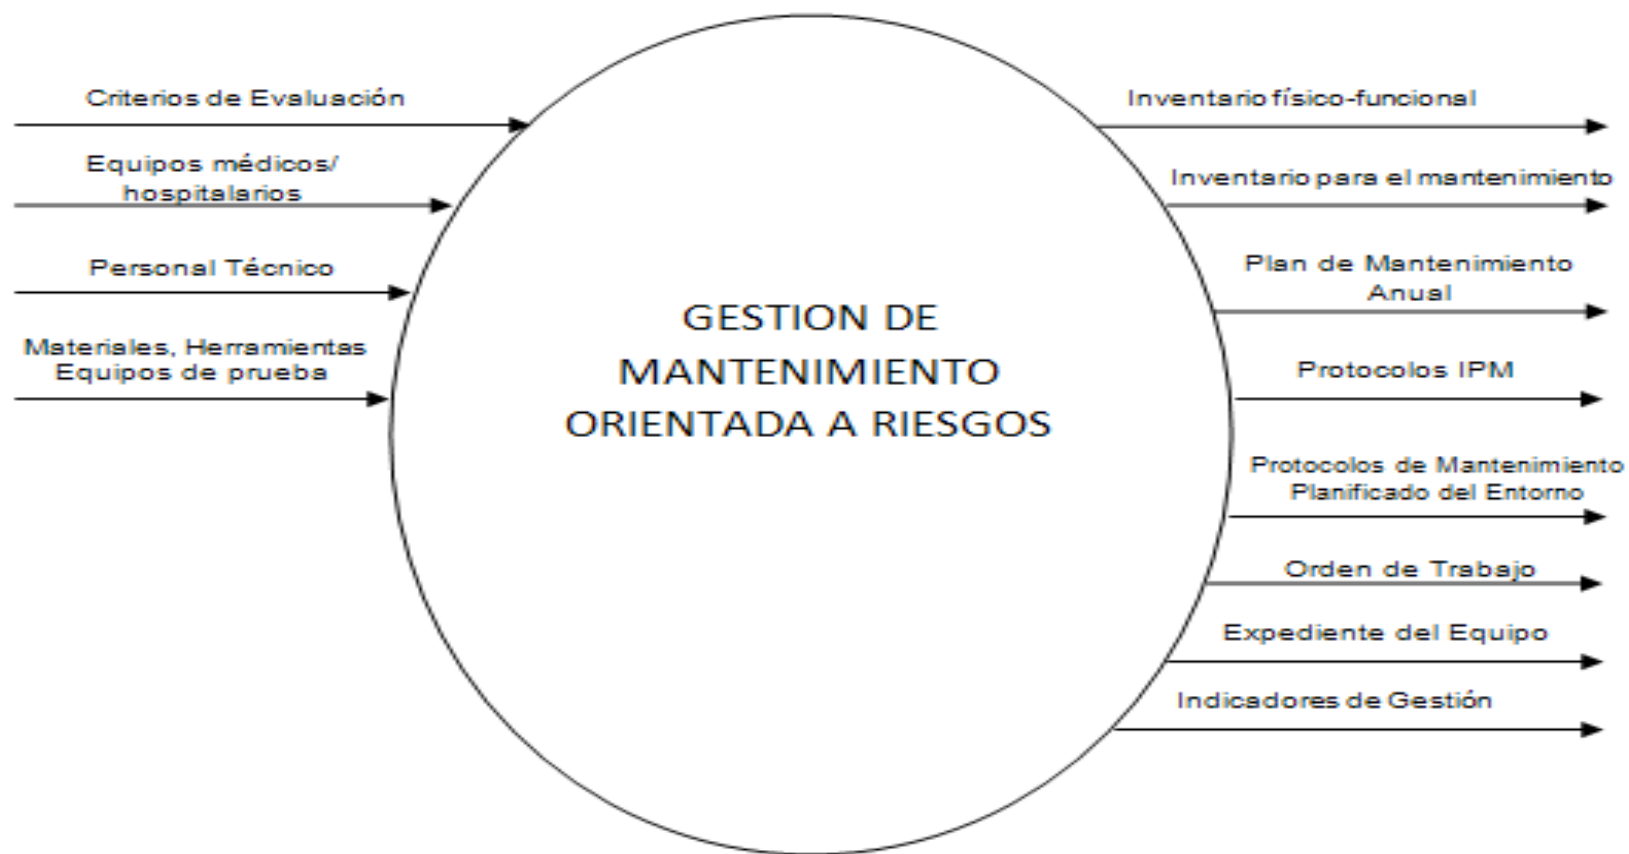 Criterios de Evaluación
Equipos médicos/
hospitalarios
Personal Técnico
Materiales, Herramientas
Equipos de prueba
GESTION DE
MANTENIMIENTO
ORIENTADA A RIESGOS
Inventario físico-funcional
Inventario para el mantenimiento
Plan de Mantenimiento
Anual
Protocolos IPM
Protocolos de Mantenimiento
Planificado del Entorno
Orden de Trabajo
Expediente del Equipo
Indicadores de Gestión